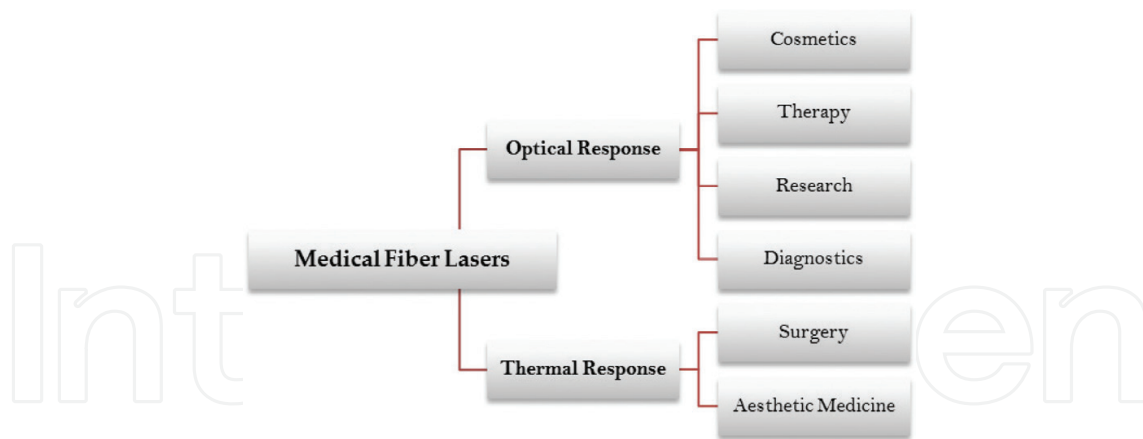 Cosmetics
Therapy
Optical Response
Research
Medical Fiber Lasers
Diagnostics
Surgery
Thermal Response
Aesthetic Medicine